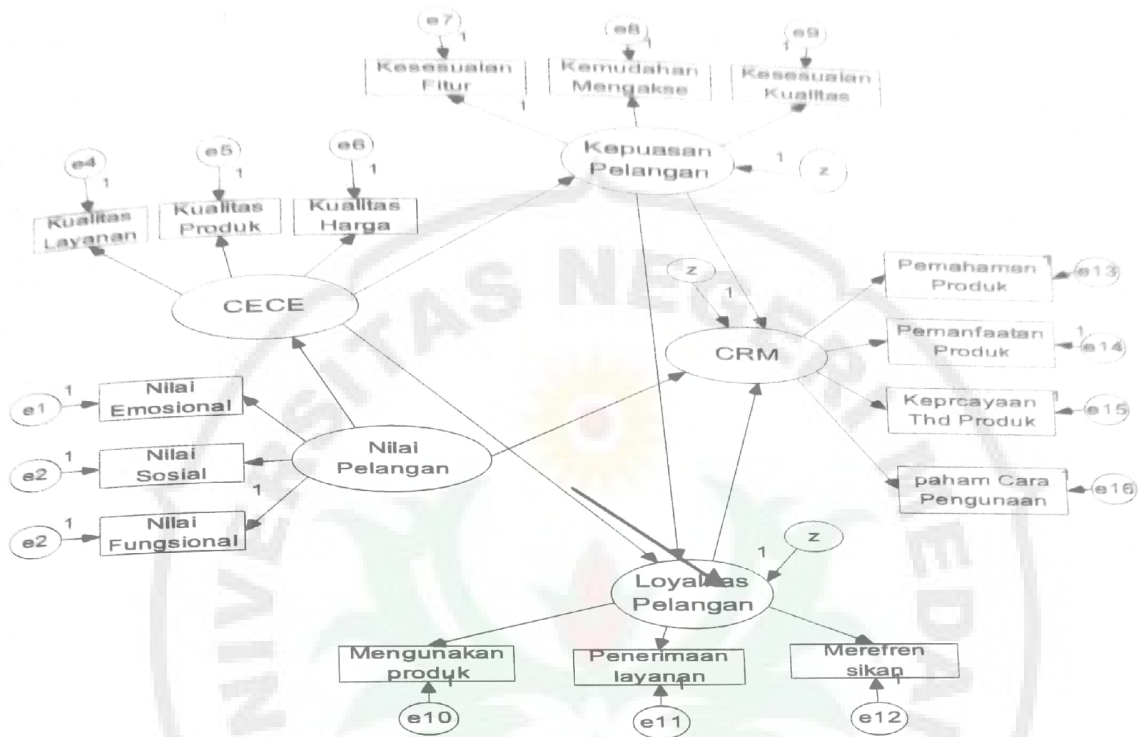 e7
e8
e9
1
1
1
Kesesuaian
Fitur
Kemudahan
Mengakse
Kesesuaian
Kualitas
1
e4
e5
e6
1
1
1
Kepuasan
Pelangan
1
z
Kualitas
Layanan
Kualitas
Produk
Kualitas
Harga
CECE
z
1
CRM
Pemahaman
Produk
1
e13
Pemanfaatan
Produk
1
e14
Keprcayaan
Thd Produk
1
e15
paham Cara
Pengunaan
1
e16
e1
1
Nilai
Emosional
e2
1
Nilai
Sosial
e2
1
Nilai
Fungsional
1
Nilai
Pelangan
1
z
Loyalitas
Pelangan
Mengunakan
produk
1
Penerimaan
layanan
1
Merefren
sikan
1
e10
e11
e12
UNIVERSITAS NEGERI MEDAN